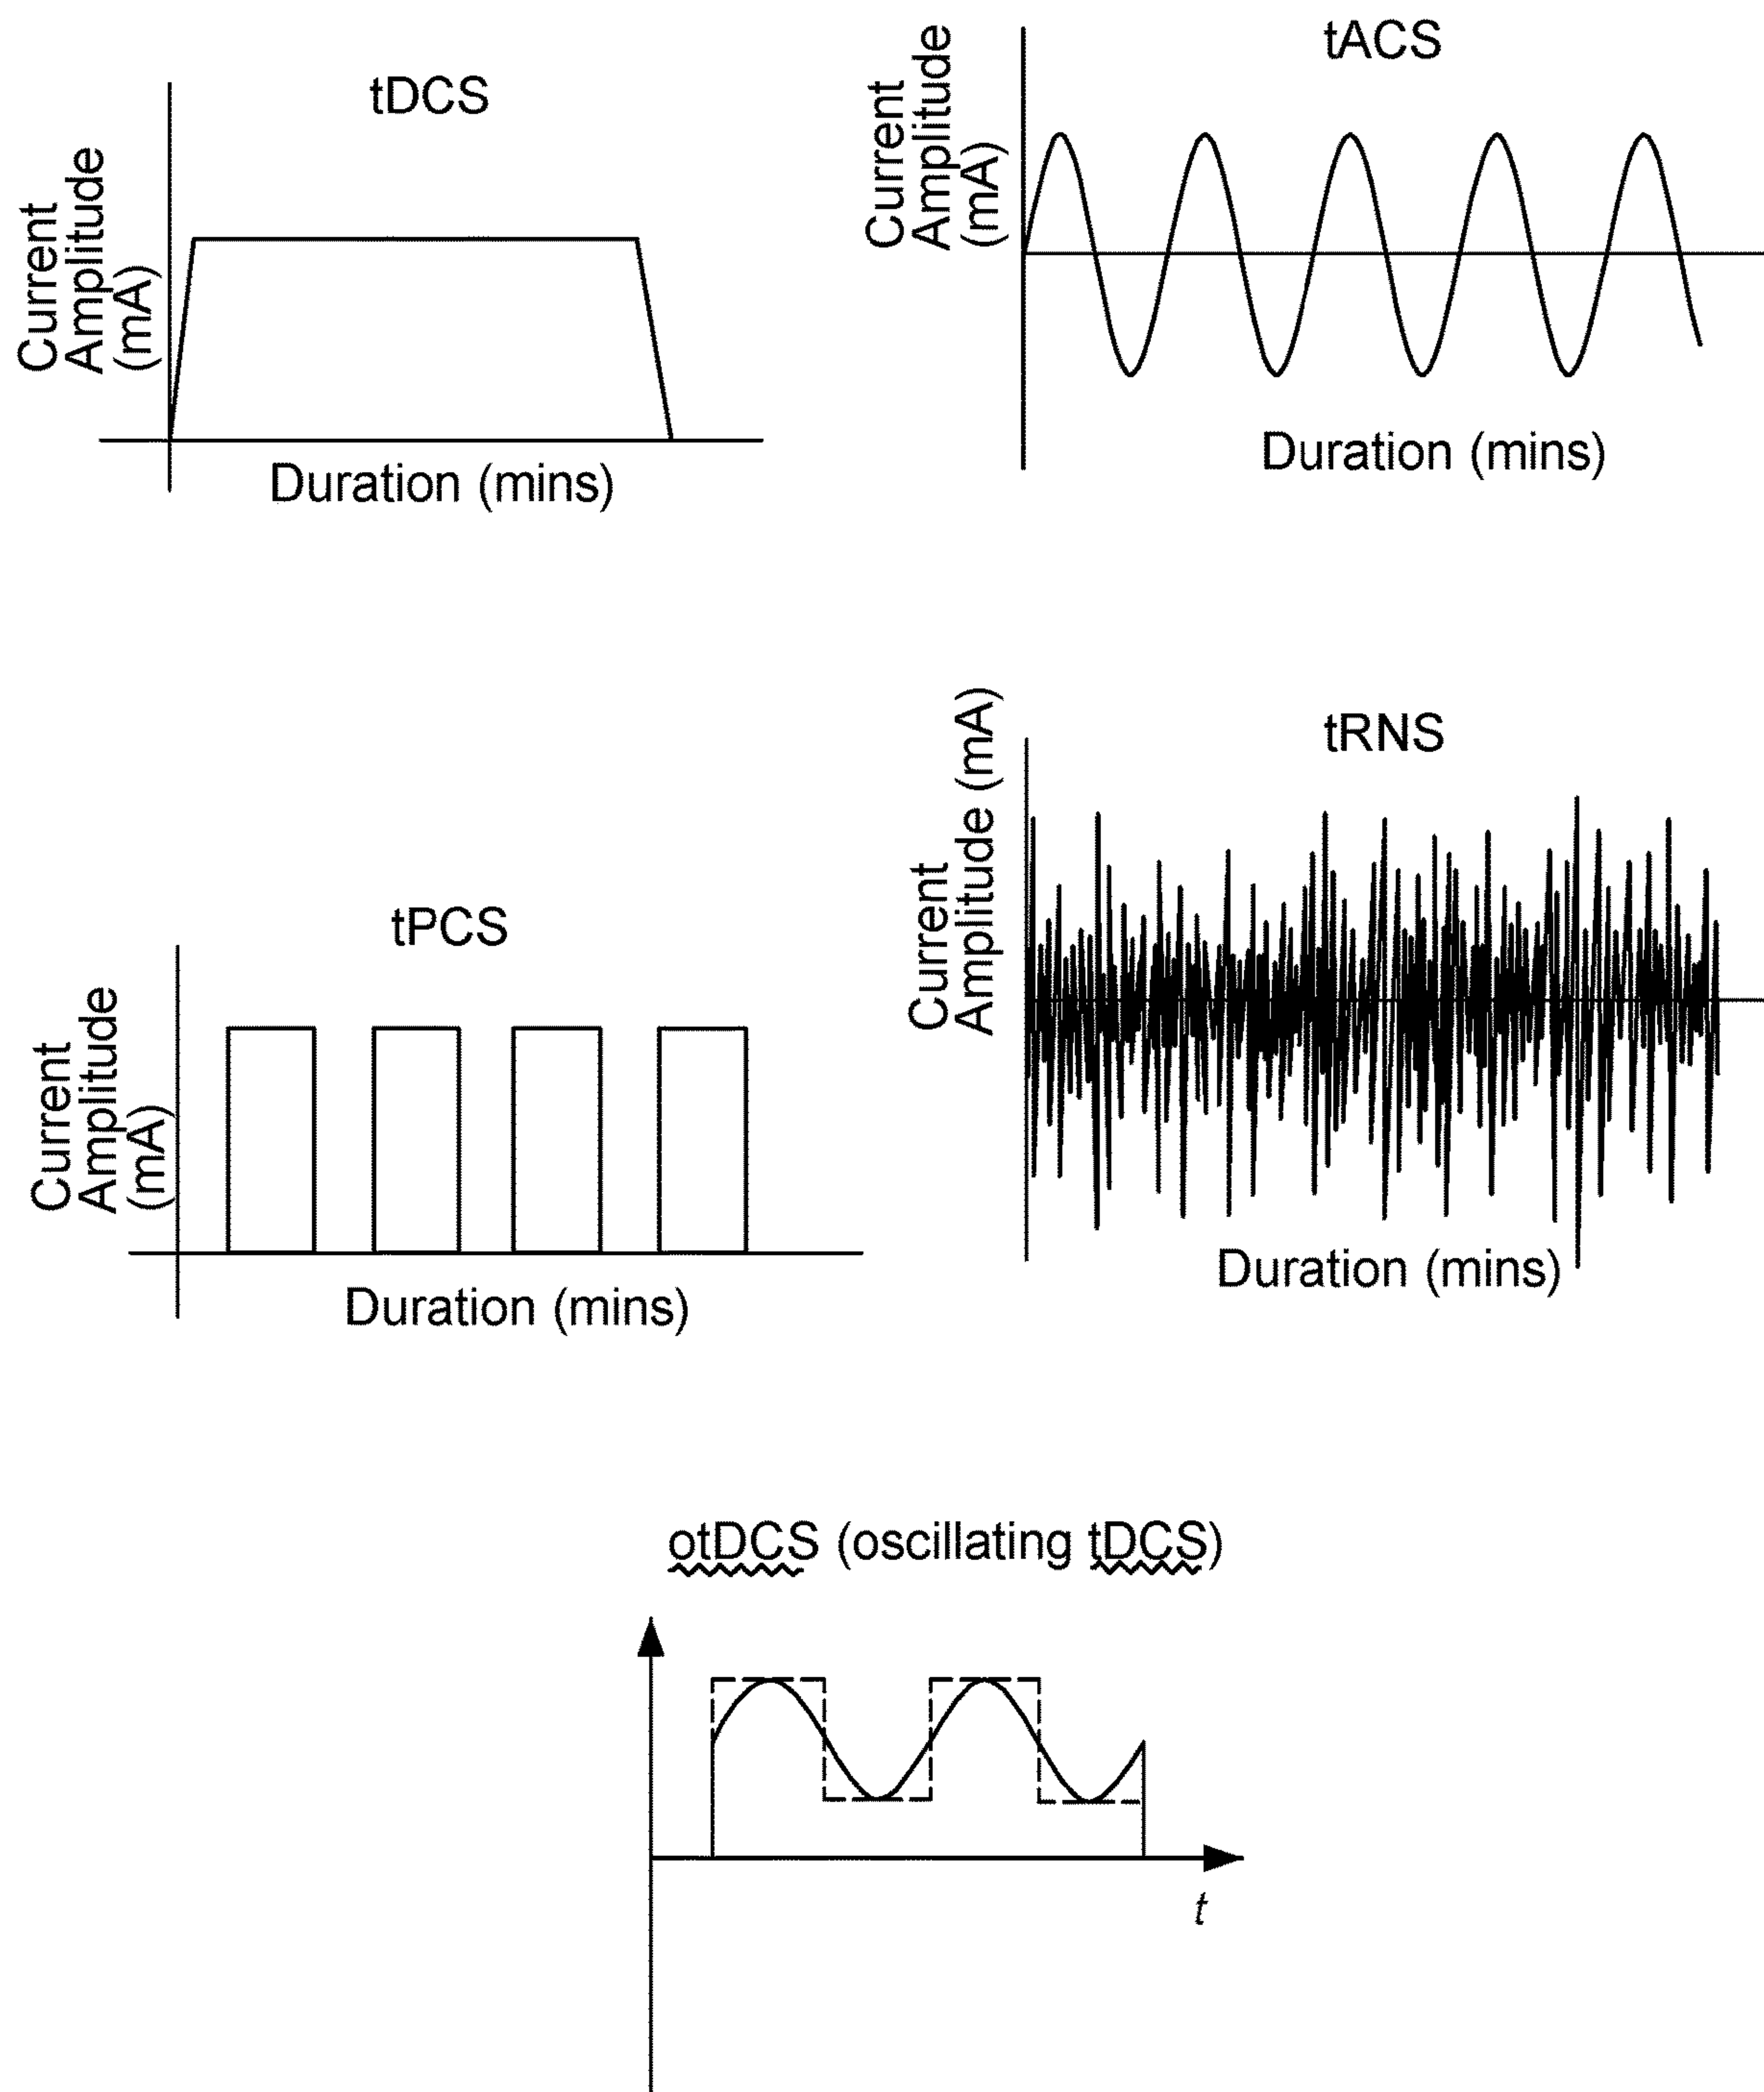 tDCS
Current
Amplitude
(mA)
Duration (mins)
tACS
Current
Amplitude
(mA)
Duration (mins)
tPCS
Current
Amplitude
(mA)
Duration (mins)
tRNS
Current
Amplitude (mA)
Duration (mins)
otDCS (oscillating tDCS)
t